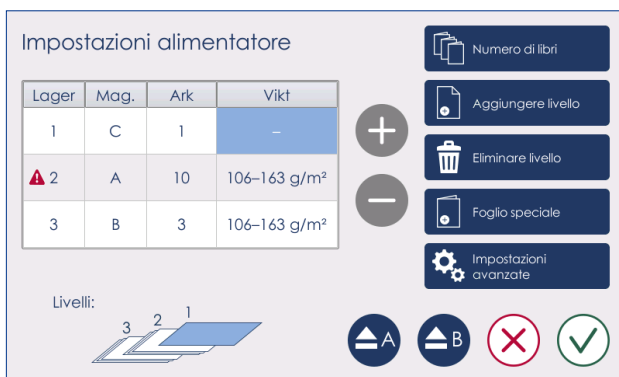 Impostazioni alimentatore
Lager Mag. Ark Vikt
1 C 1 –
2 A 10 106–163 g/m²
3 B 3 106–163 g/m²
Livelli:
3 2 1
Numero di libri
Aggiungere livello
Eliminare livello
Foglio speciale
Impostazioni
avanzate
A
B